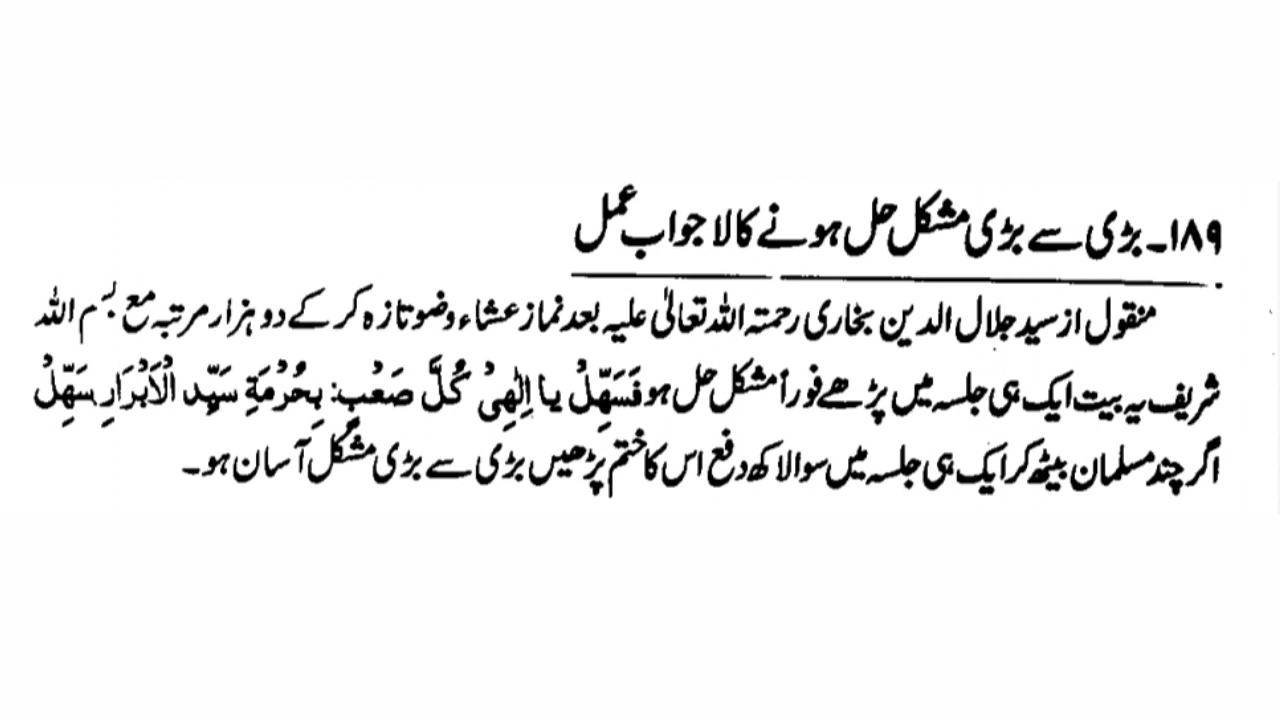 ۱۸۹۔ بڑی سے بڑی مشکل حل ہونے کا لاجواب عمل
منقول از سید جلال الدین بخاری رحمتہ اللہ تعالیٰ علیہ بعد نماز عشاء وضو تازہ کر کے دو ہزار مرتبہ مع بسم اللہ
شریف یہ بیت ایک ہی جلسہ میں پڑھے فوراً مشکل حل ہو فَسَهِّلْ یا اِلٰهِیْ کُلَّ صَعْبٍ: بِحُرْمَةِ سَیِّدِ الْاَبْرَارِ سَهِّلْ
اگر چند مسلمان بیٹھ کر ایک ہی جلسہ میں سوا لاکھ دفع اس کا ختم پڑھیں بڑی سے بڑی مشکل آسان ہو۔